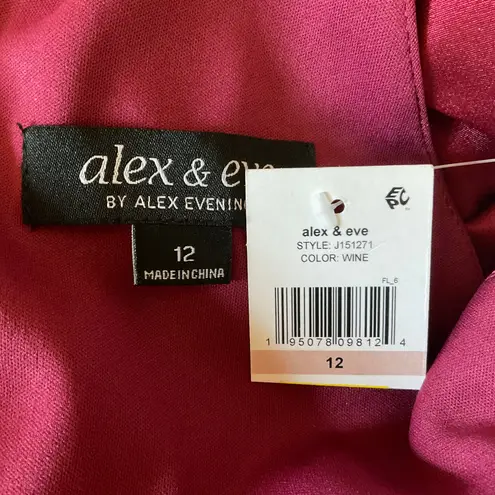 alex & eve
BY ALEX EVENING
12
MADE IN CHINA
EPC
alex & eve
STYLE: J151271
COLOR: WINE
FL_6
1 95078 09812 4
12